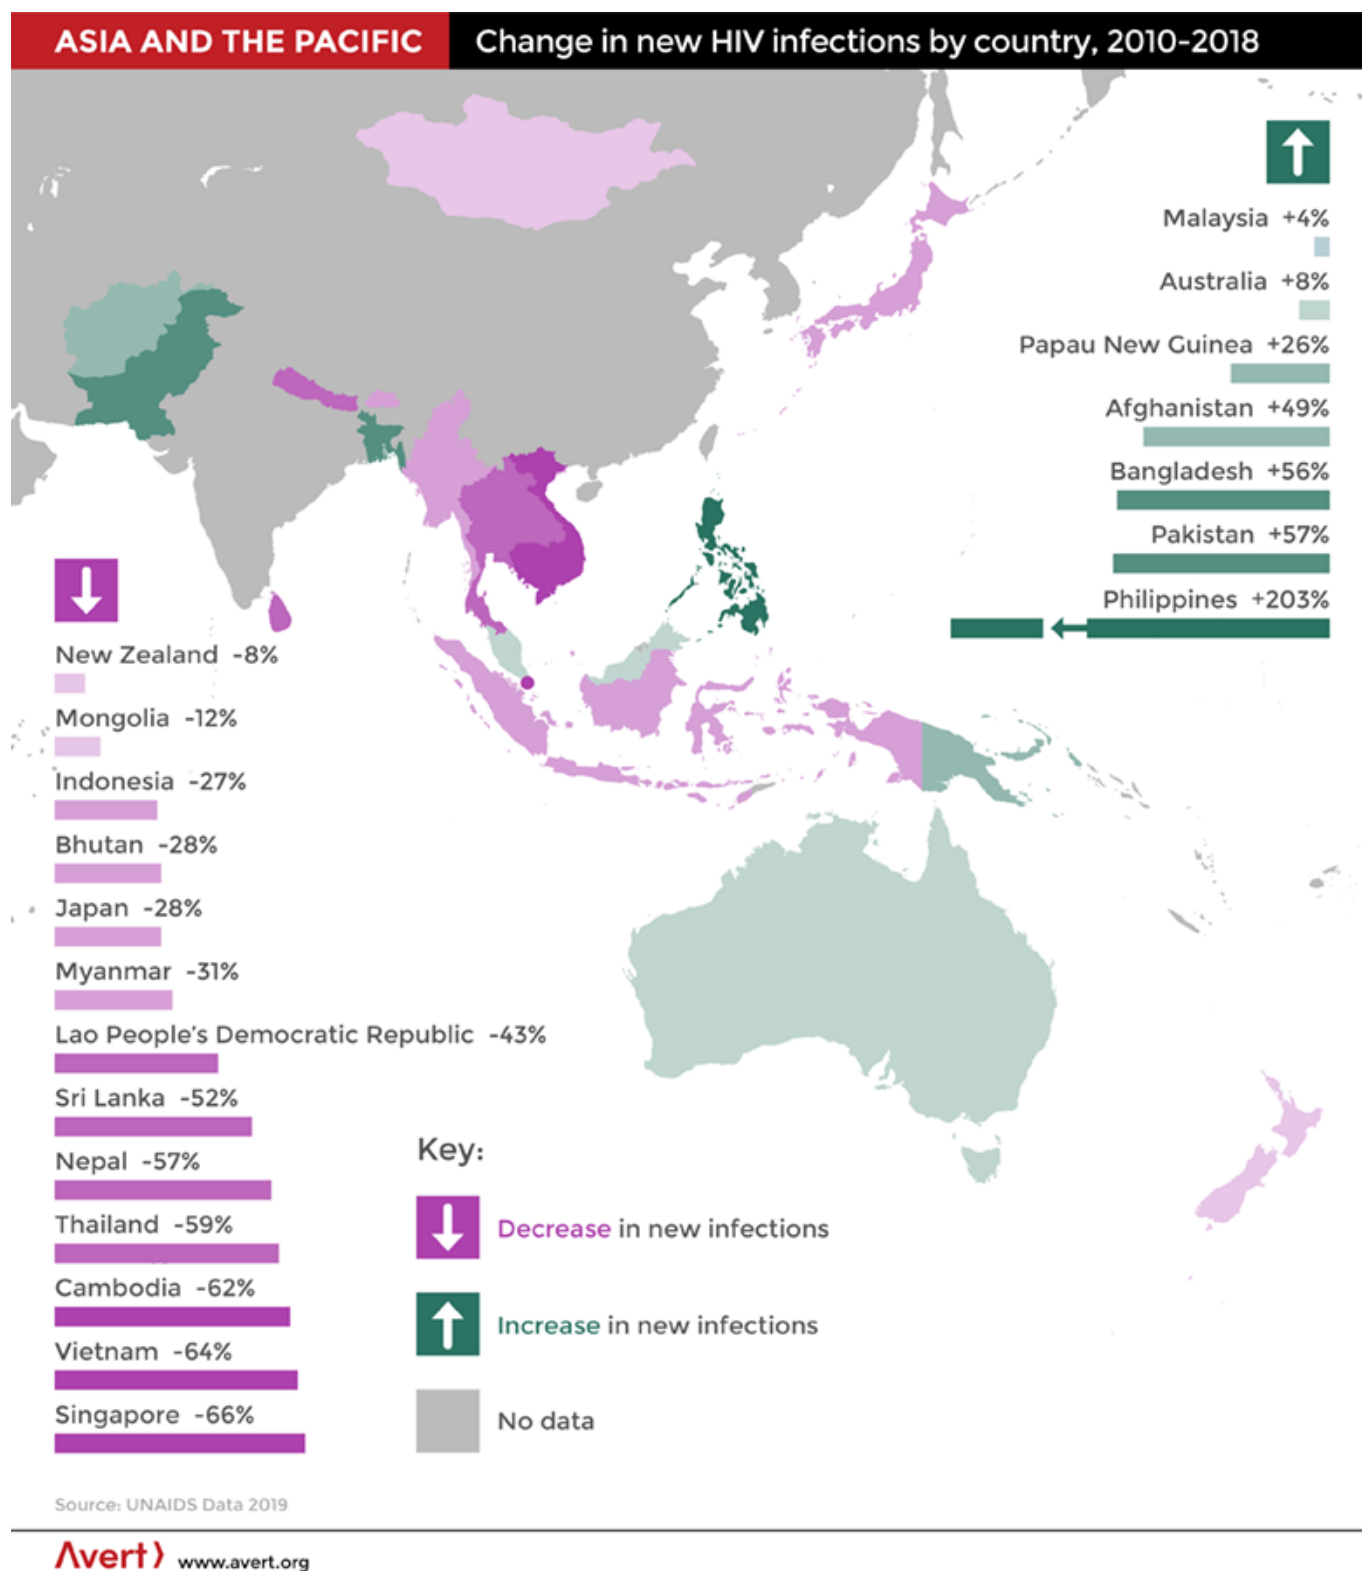 ASIA AND THE PACIFIC
Change in new HIV infections by country, 2010-2018
Malaysia +4%
Australia +8%
Papau New Guinea +26%
Afghanistan +49%
Bangladesh +56%
Pakistan +57%
Philippines +203%
New Zealand -8%
Mongolia -12%
Indonesia -27%
Bhutan -28%
Japan -28%
Myanmar -31%
Lao People's Democratic Republic -43%
Sri Lanka -52%
Nepal -57%
Thailand -59%
Cambodia -62%
Vietnam -64%
Singapore -66%
Key:
Decrease in new infections
Increase in new infections
No data
Source: UNAIDS Data 2019
Avert www.avert.org